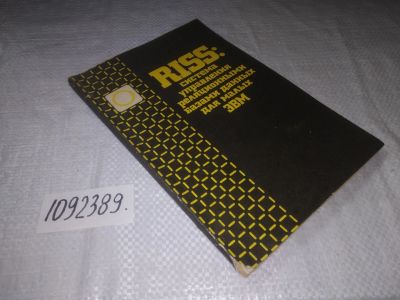 RISS:
система
управления
реляционными
базами данных
для малых
ЭВМ
1092389.